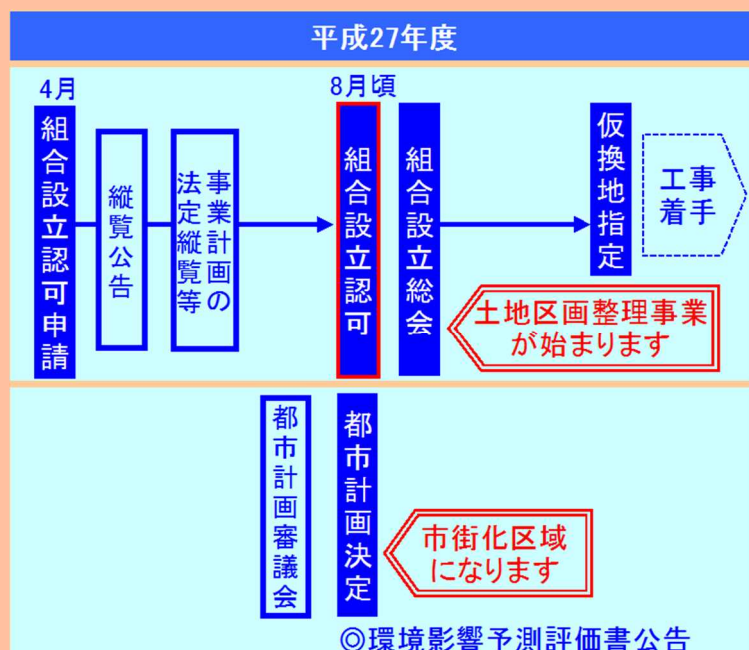 平成27年度
4月
8月頃
組合設立認可申請
縦覧公告
事業計画の
法定縦覧等
組合設立認可
組合設立総会
仮換地指定
工事
着手
土地区画整理事業
が始まります
都市計画審議会
都市計画決定
市街化区域
になります
◎環境影響予測評価書公告